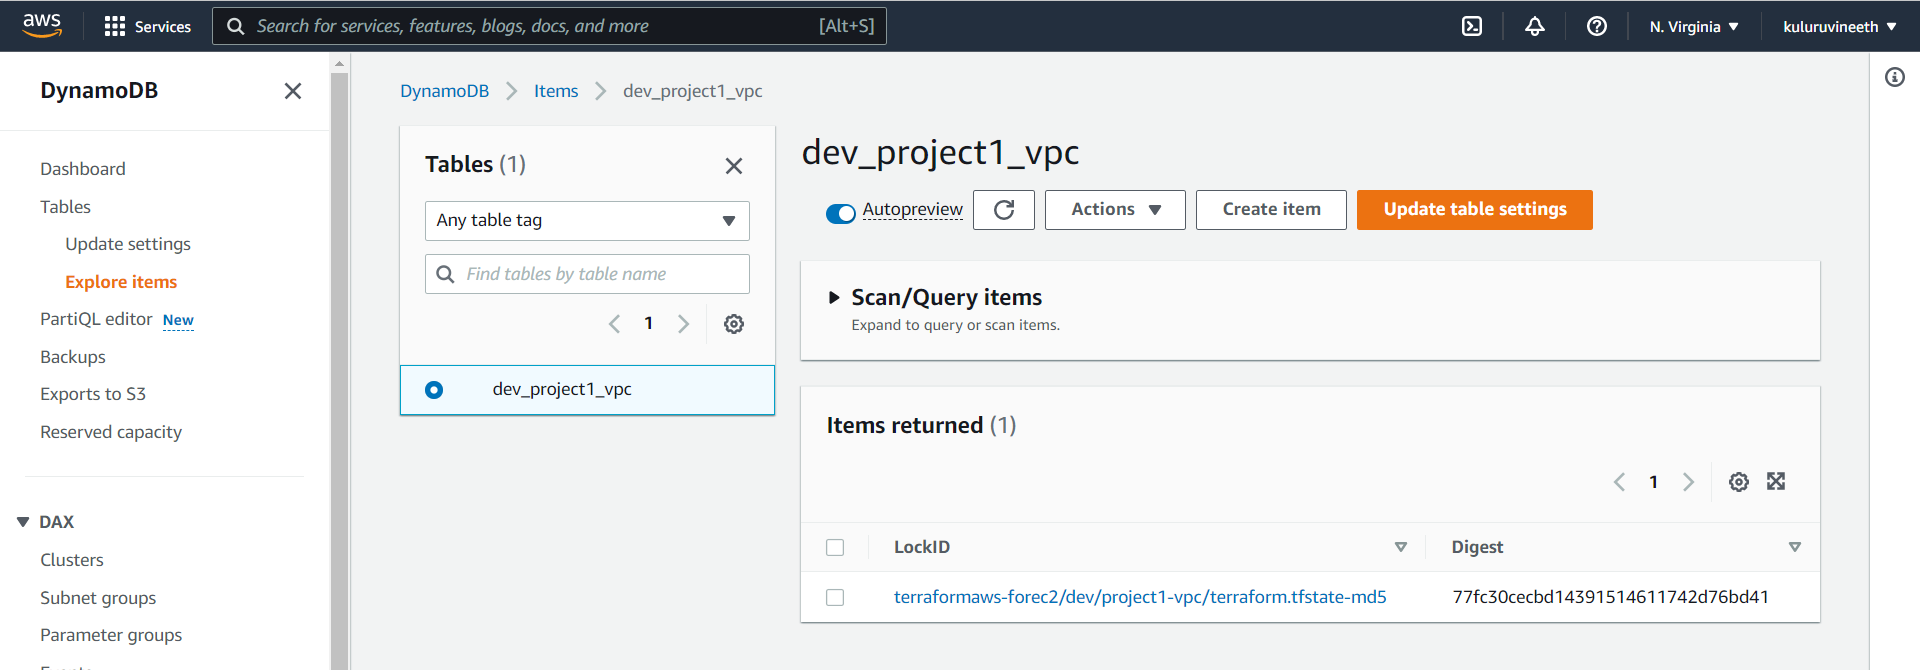 aws
Services
Search for services, features, blogs, docs, and more
[Alt+S]
N. Virginia
kuluruvineeth
DynamoDB
Dashboard
Tables
Update settings
Explore items
PartiQL editor New
Backups
Exports to S3
Reserved capacity
DAX
Clusters
Subnet groups
Parameter groups
DynamoDB Items dev_project1_vpc
Tables (1)
Any table tag
Find tables by table name
1
dev_project1_vpc
dev_project1_vpc
Autopreview
Actions
Create item
Update table settings
Scan/Query items
Expand to query or scan items.
Items returned (1)
1
LockID Digest
terraformaws-forec2/dev/project1-vpc/terraform.tfstate-md5 77fc30cecbd14391514611742d76bd41